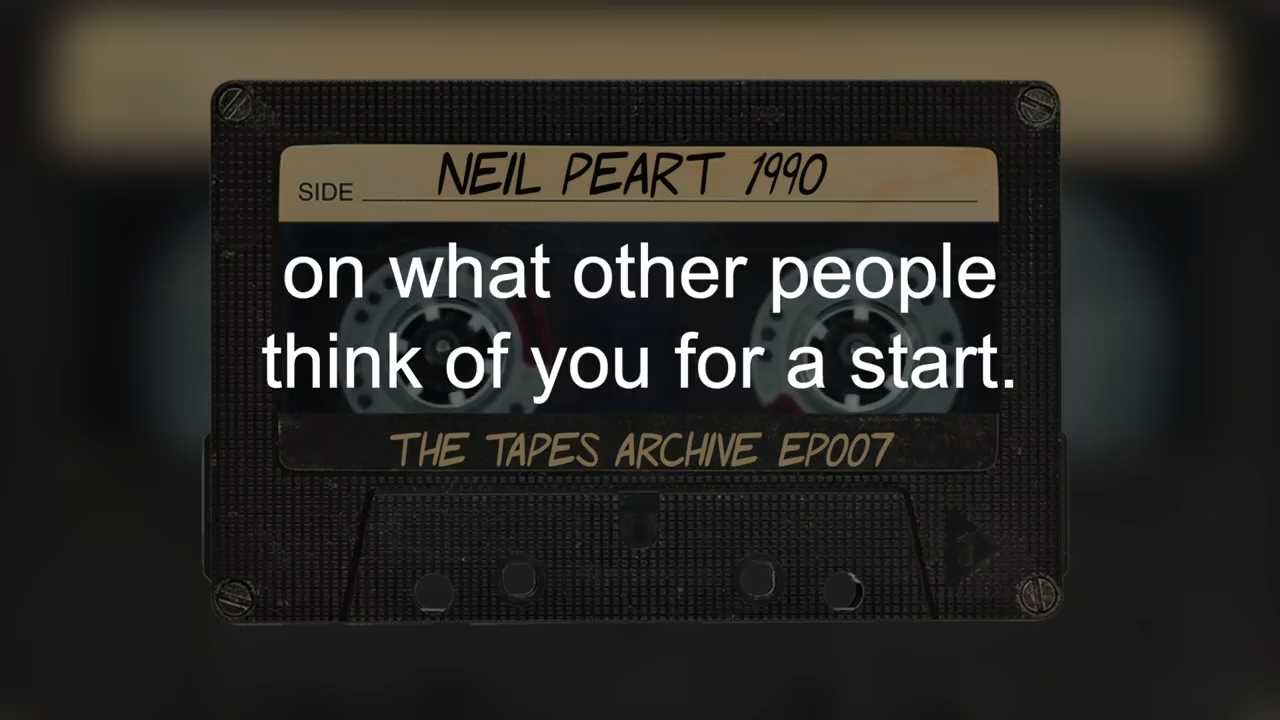 NEIL PEART 1990
SIDE
on what other people
think of you for a start.
THE TAPES ARCHIVE EP007